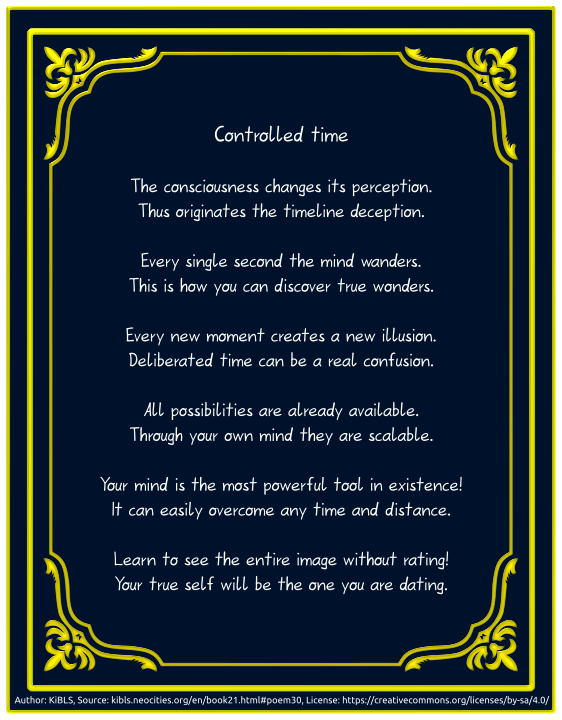 Controlled time
The consciousness changes its perception.
Thus originates the timeline deception.
Every single second the mind wanders.
This is how you can discover true wonders.
Every new moment creates a new illusion.
Deliberated time can be a real confusion.
All possibilities are already available.
Through your own mind they are scalable.
Your mind is the most powerful tool in existence!
It can easily overcome any time and distance.
Learn to see the entire image without rating!
Your true self will be the one you are dating.
Author: KiBLS, Source: kibls.neocities.org/en/book21.html#poem30, License: https://creativecommons.org/licenses/by-sa/4.0/